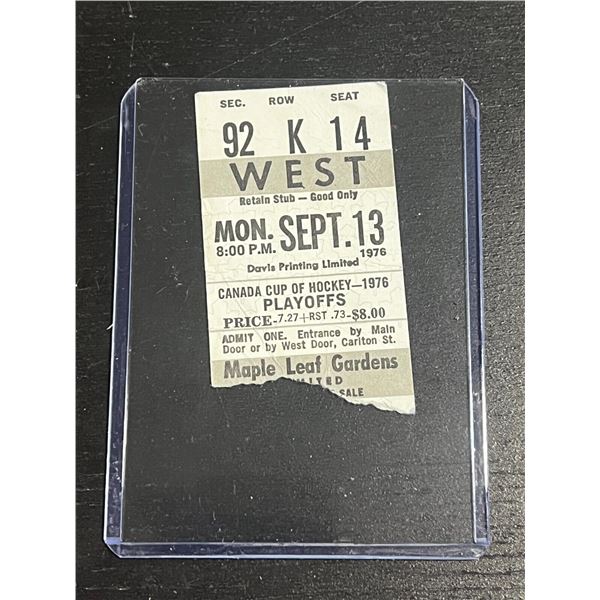 SEC. ROW SEAT
92 K 14
WEST
Retain Stub — Good Only
MON. SEPT. 13
8:00 P.M. 1976
Davis Printing Limited
CANADA CUP OF HOCKEY—1976
PLAYOFFS
PRICE-7.27+RST .73-$8.00
ADMIT ONE. Entrance by Main
Door or by West Door, Carlton St.
Maple Leaf Gardens
SALE